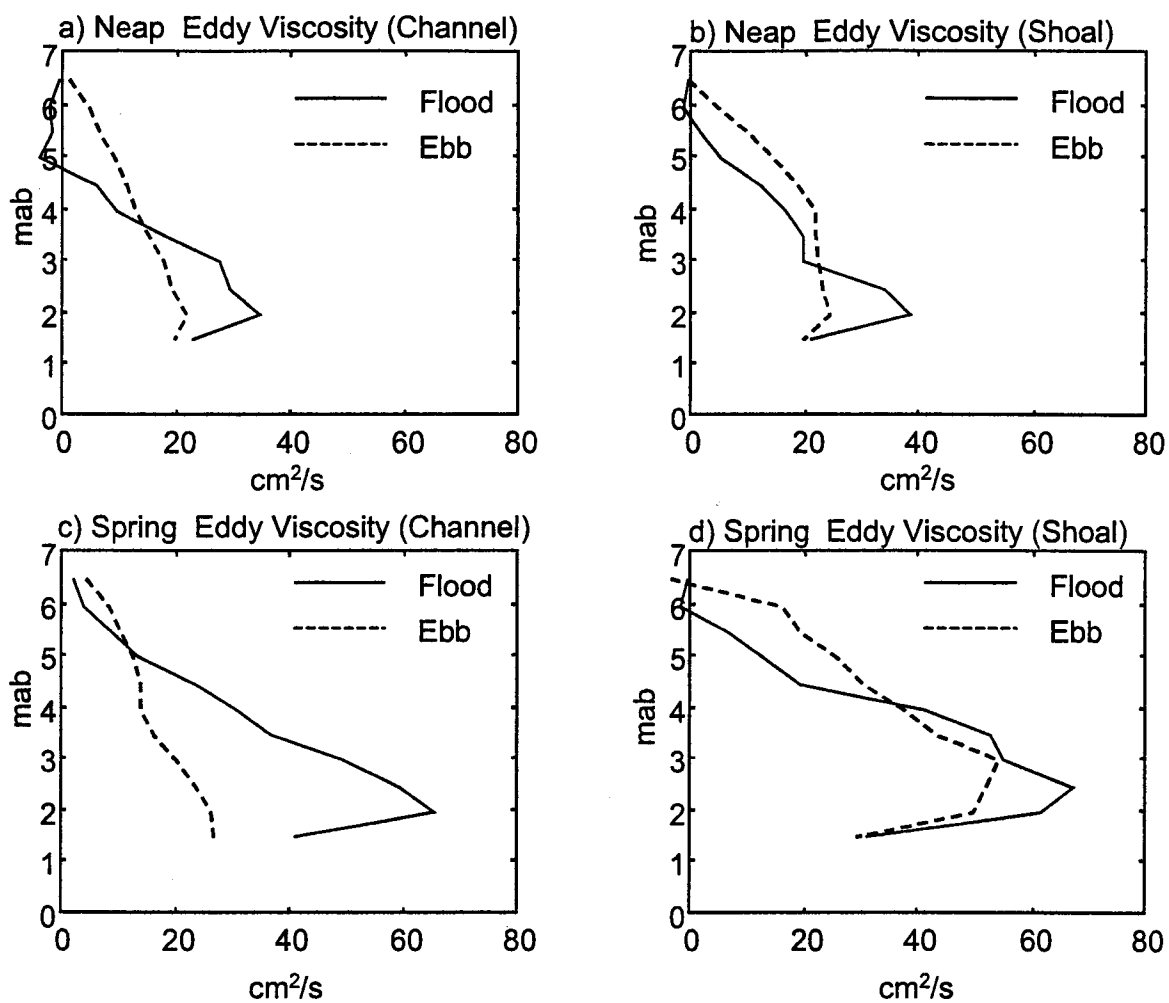 a) Neap Eddy Viscosity (Channel)
7
6
5
4
3
2
1
0
mab
Flood
Ebb
0 20 40 60 80
cm²/s
b) Neap Eddy Viscosity (Shoal)
7
6
5
4
3
2
1
0
mab
Flood
Ebb
0 20 40 60 80
cm²/s
c) Spring Eddy Viscosity (Channel)
7
6
5
4
3
2
1
0
mab
Flood
Ebb
0 20 40 60 80
cm²/s
d) Spring Eddy Viscosity (Shoal)
7
6
5
4
3
2
1
0
mab
Flood
Ebb
0 20 40 60 80
cm²/s